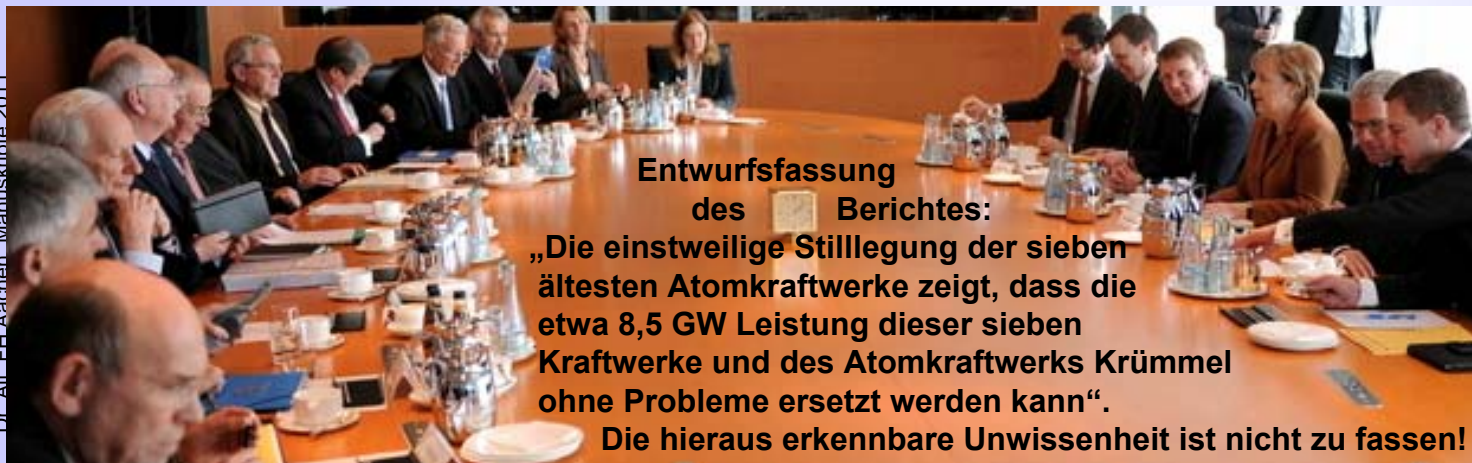 Entwurfsfassung
des Berichtes:
„Die einstweilige Stilllegung der sieben
ältesten Atomkraftwerke zeigt, dass die
etwa 8,5 GW Leistung dieser sieben
Kraftwerke und des Atomkraftwerks Krümmel
ohne Probleme ersetzt werden kann“.
Die hieraus erkennbare Unwissenheit ist nicht zu fassen!
Aachen